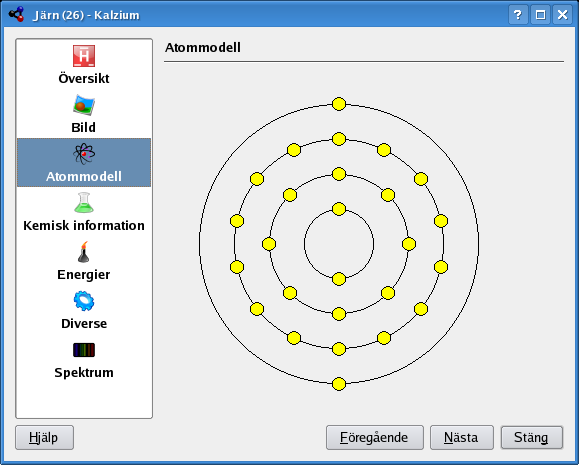 Järn (26) - Kalzium
?
Atommodell
H
Översikt
Bild
Atommodell
Kemisk information
Energier
Diverse
Spektrum
Hjälp
Föregående
Nästa
Stäng